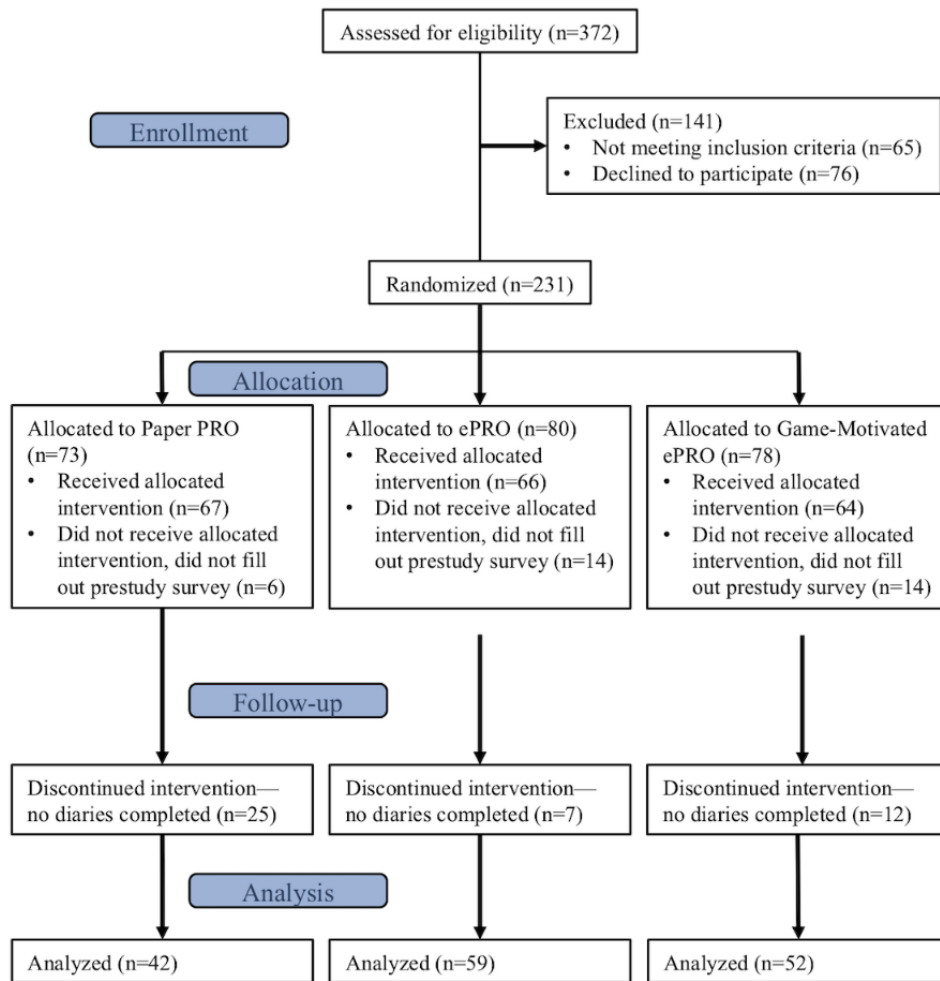 Assessed for eligibility (n=372)
Enrollment
Excluded (n=141)
• Not meeting inclusion criteria (n=65)
• Declined to participate (n=76)
Randomized (n=231)
Allocation
Allocated to Paper PRO
(n=73)
• Received allocated
intervention (n=67)
• Did not receive allocated
intervention, did not fill
out prestudy survey (n=6)
Allocated to ePRO (n=80)
• Received allocated
intervention (n=66)
• Did not receive allocated
intervention, did not fill
out prestudy survey (n=14)
Allocated to Game-Motivated
ePRO (n=78)
• Received allocated
intervention (n=64)
• Did not receive allocated
intervention, did not fill
out prestudy survey (n=14)
Follow-up
Discontinued intervention—
no diaries completed (n=25)
Discontinued intervention—
no diaries completed (n=7)
Discontinued intervention—
no diaries completed (n=12)
Analysis
Analyzed (n=42)
Analyzed (n=59)
Analyzed (n=52)